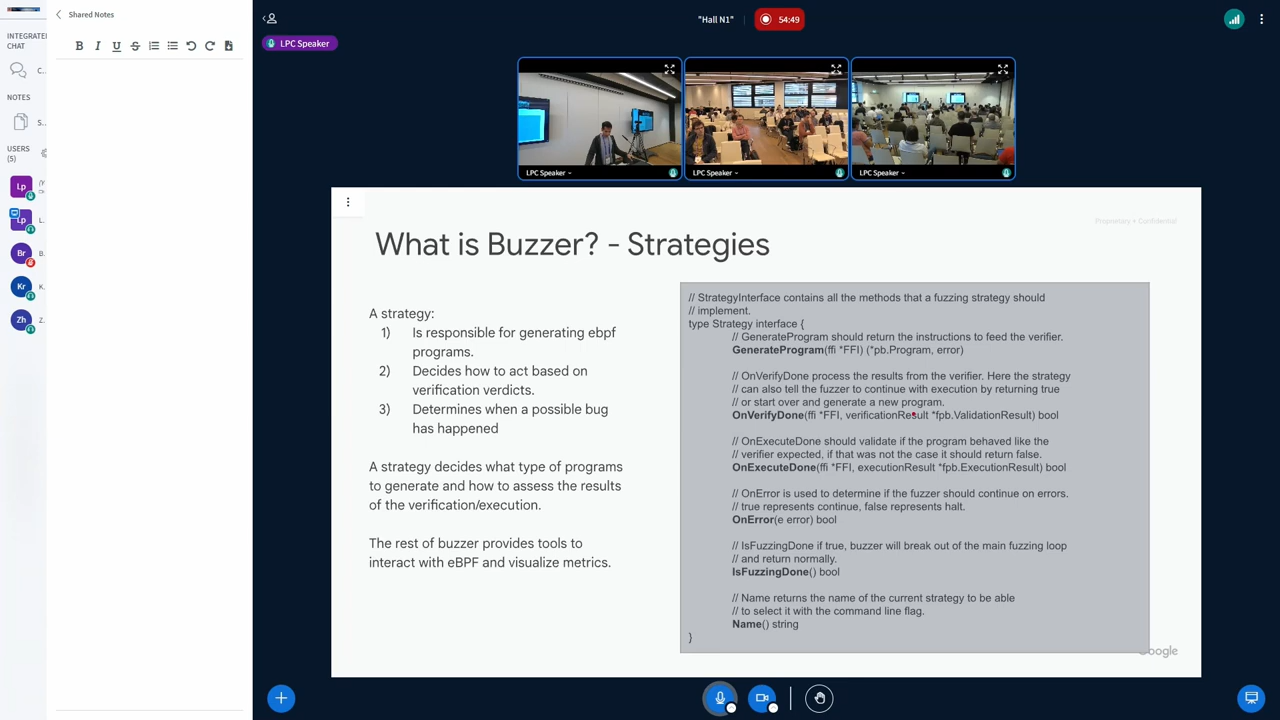 Shared Notes
INTEGRATE
CHAT
C...
NOTES
S...
USERS
(5)
Lp
Lp
L.
Br
B.
Kr
K.
Zh
Z.
B I U S
"Hall N1"
54:49
LPC Speaker
LPC Speaker
LPC Speaker
LPC Speaker
Proprietary + Confidential
What is Buzzer? - Strategies
A strategy:
1) Is responsible for generating ebpf
programs.
2) Decides how to act based on
verification verdicts.
3) Determines when a possible bug
has happened
A strategy decides what type of programs
to generate and how to assess the results
of the verification/execution.
The rest of buzzer provides tools to
interact with eBPF and visualize metrics.
// StrategyInterface contains all the methods that a fuzzing strategy should
// implement.
type Strategy interface {
// GenerateProgram should return the instructions to feed the verifier.
GenerateProgram(ffi *FFI) (*pb.Program, error)
// OnVerifyDone process the results from the verifier. Here the strategy
// can also tell the fuzzer to continue with execution by returning true
// or start over and generate a new program.
OnVerifyDone(ffi *FFI, verificationResult *fpb.ValidationResult) bool
// OnExecuteDone should validate if the program behaved like the
// verifier expected, if that was not the case it should return false.
OnExecuteDone(ffi *FFI, executionResult *fpb.ExecutionResult) bool
// OnError is used to determine if the fuzzer should continue on errors.
// true represents continue, false represents halt.
OnError(e error) bool
// IsFuzzingDone if true, buzzer will break out of the main fuzzing loop
// and return normally.
IsFuzzingDone() bool
// Name returns the name of the current strategy to be able
// to select it with the command line flag.
Name() string
}
Google